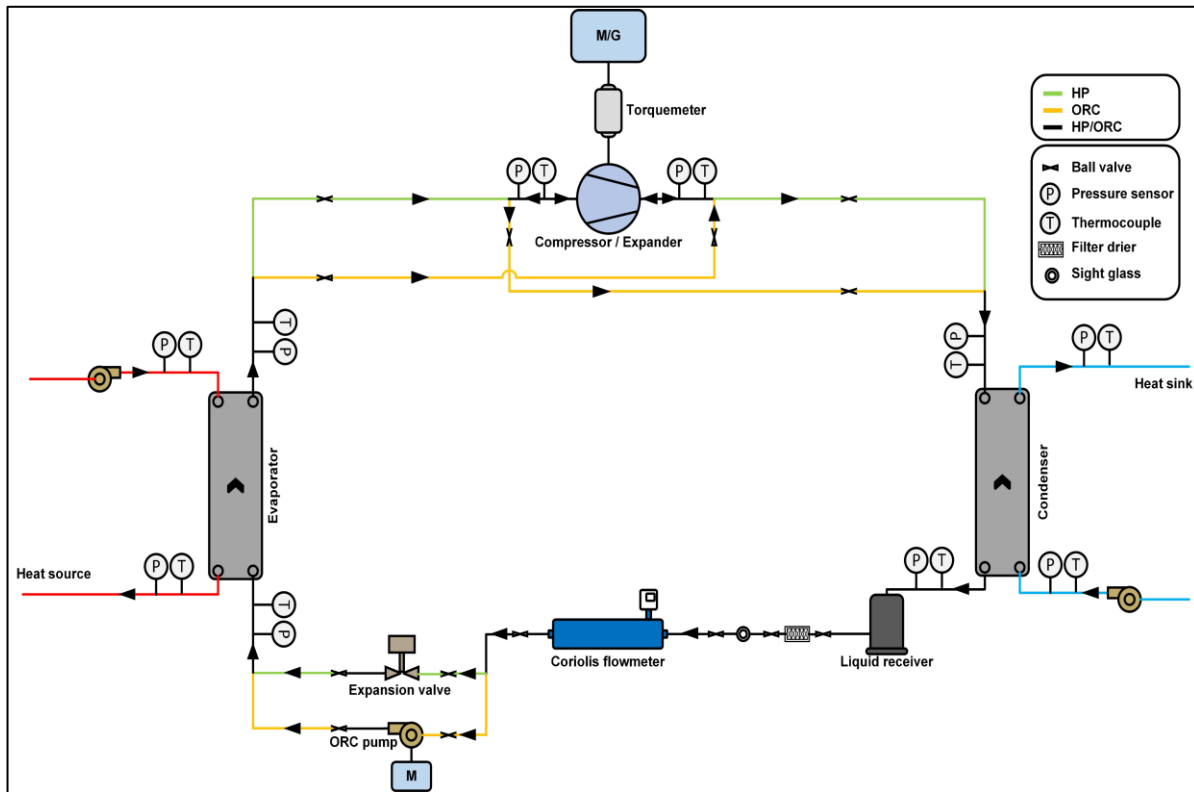 M/G
HP
ORC
HP/ORC
Torquemeter
P T
P T
Ball valve
P Pressure sensor
T Thermocouple
Filter drier
Sight glass
Compressor / Expander
T
P
P
T
P T
P T
Heat sink
Evaporator
Condenser
Heat source
P T
P T
P T
T
P
Expansion valve
Coriolis flowmeter
Liquid receiver
ORC pump
M